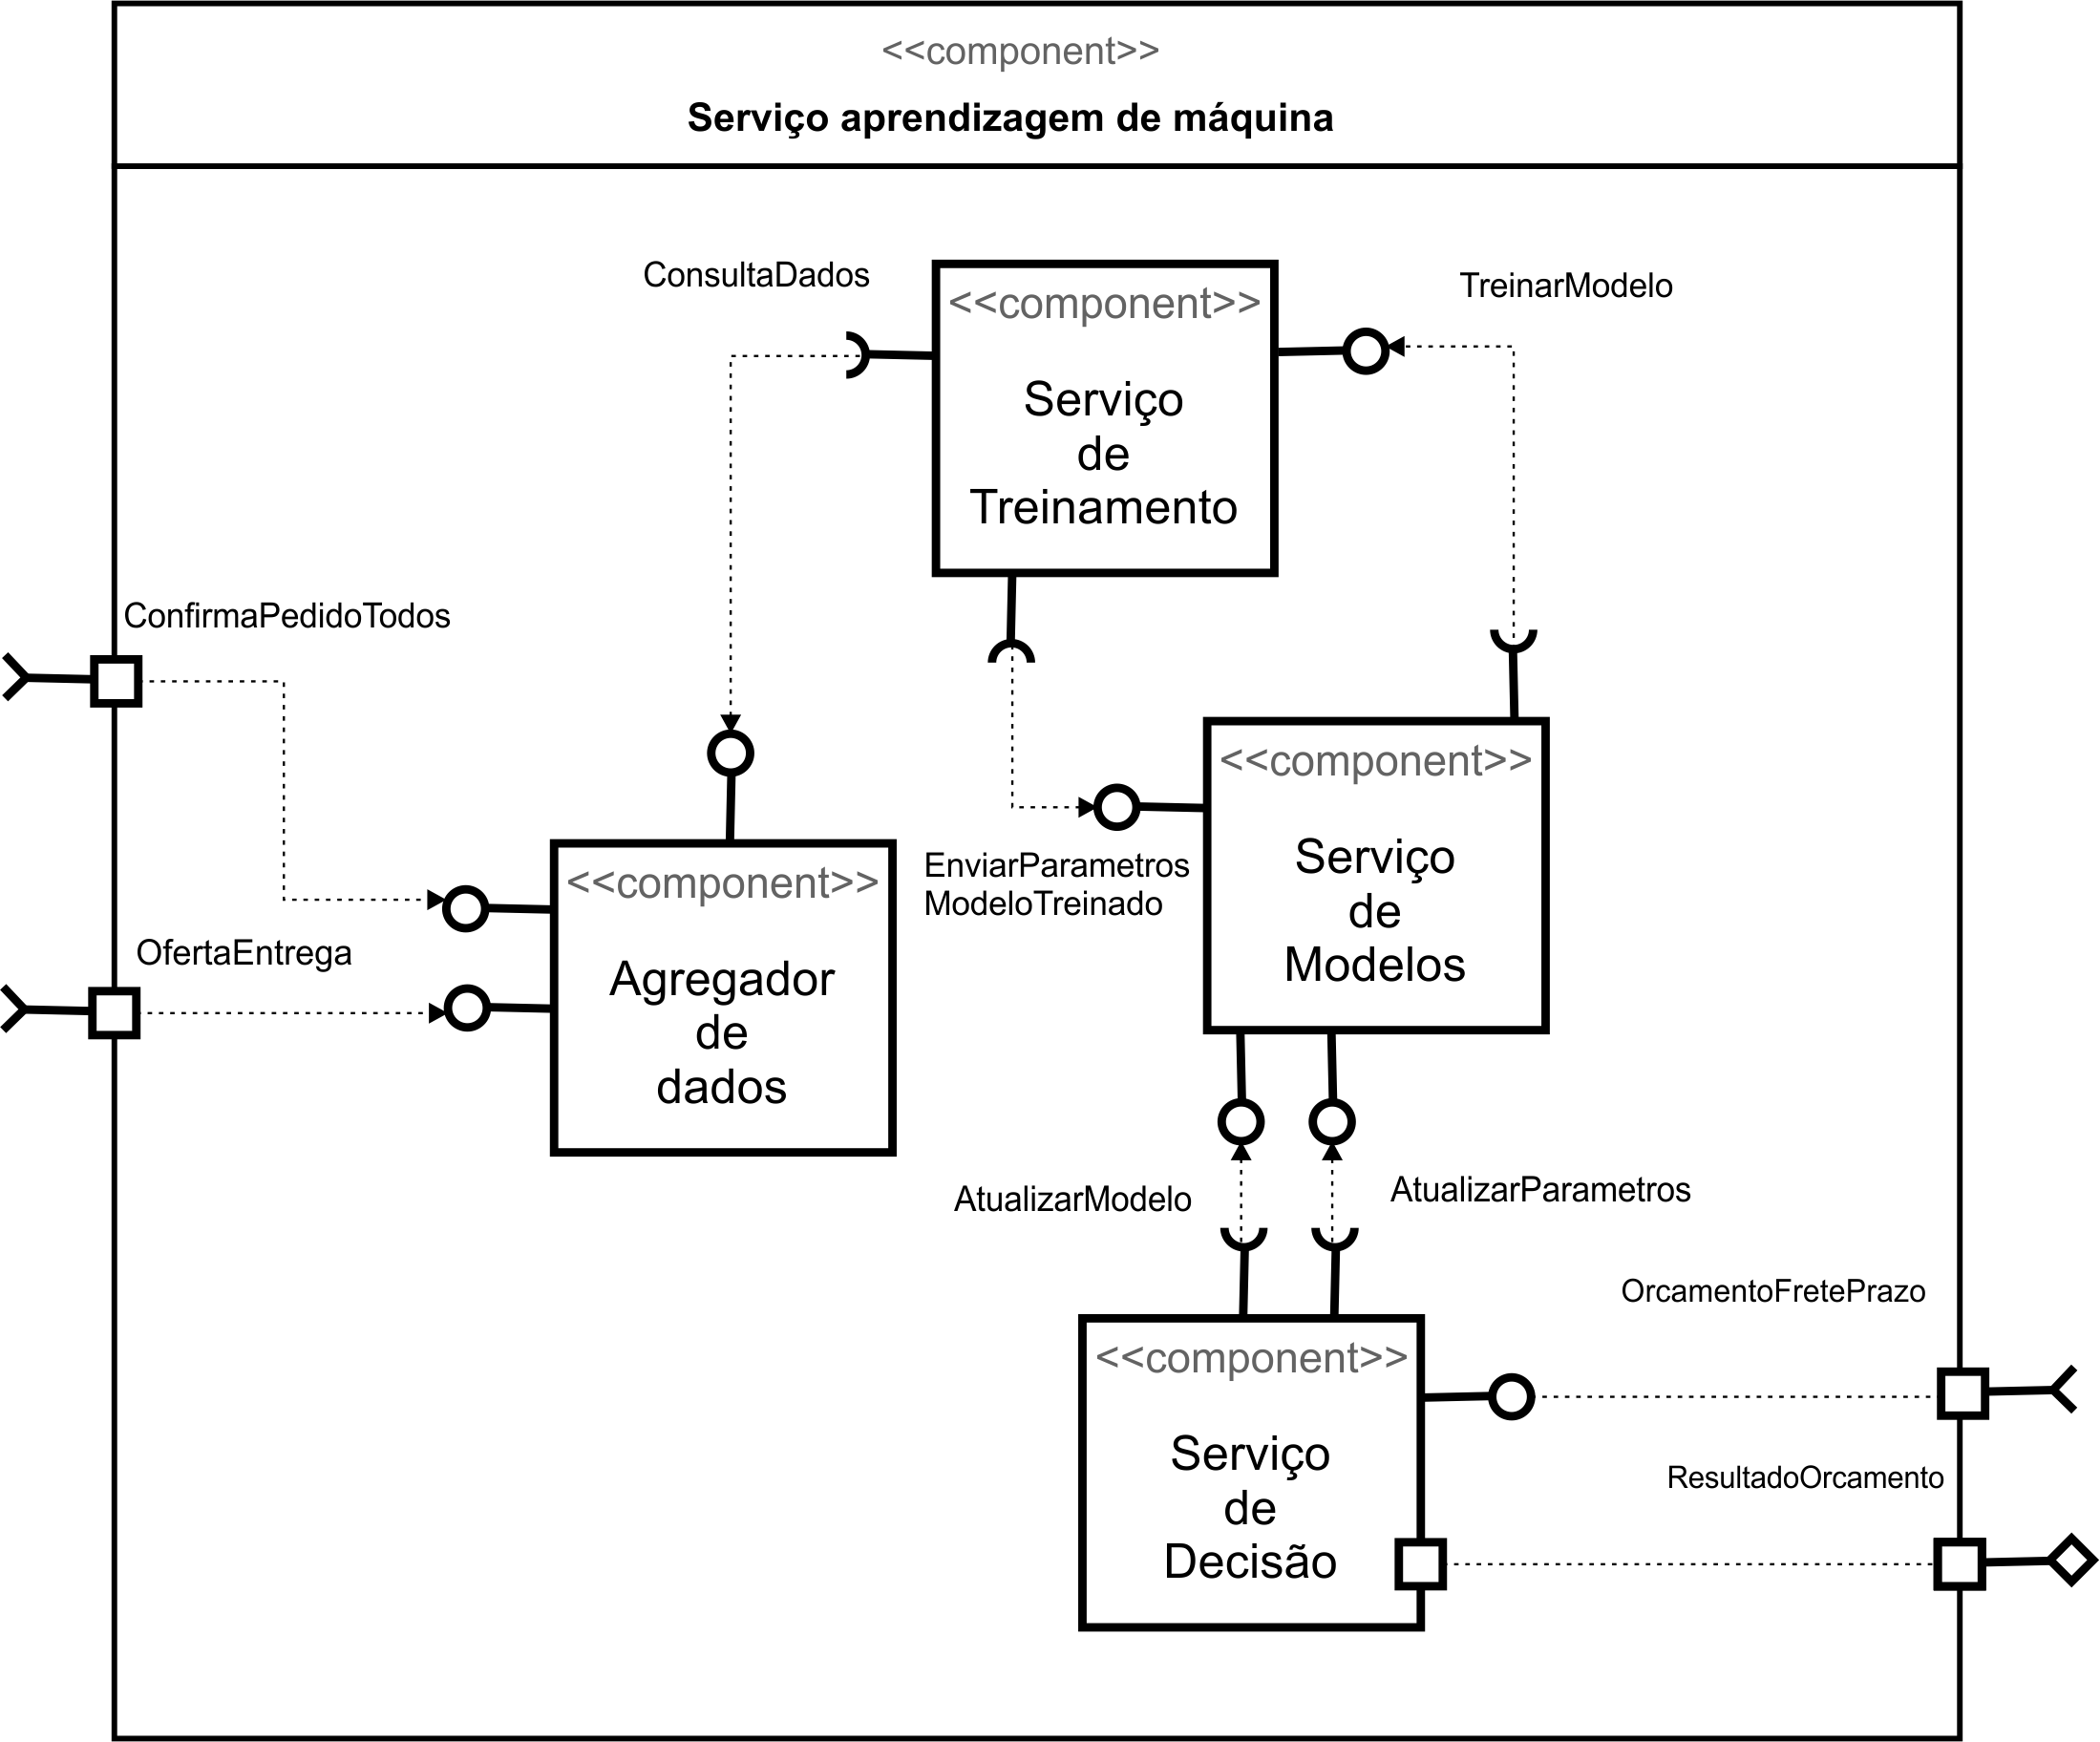 <<component>>
Serviço aprendizagem de máquina
ConsultaDados
<<component>>
Serviço
de
Treinamento
TreinarModelo
ConfirmaPedidoTodos
OfertaEntrega
<<component>>
Agregador
de
dados
EnviarParametros
ModeloTreinado
<<component>>
Serviço
de
Modelos
AtualizarModelo
AtualizarParametros
<<component>>
Serviço
de
Decisão
OrcamentoFretePrazo
ResultadoOrcamento